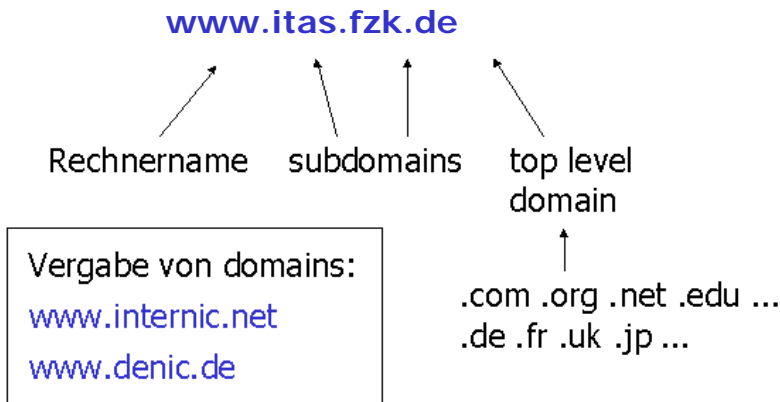 www.itas.fzk.de
Rechnername subdomains top level
domain
Vergabe von domains:
www.internic.net
www.denic.de
.com .org .net .edu ...
.de .fr .uk .jp ...